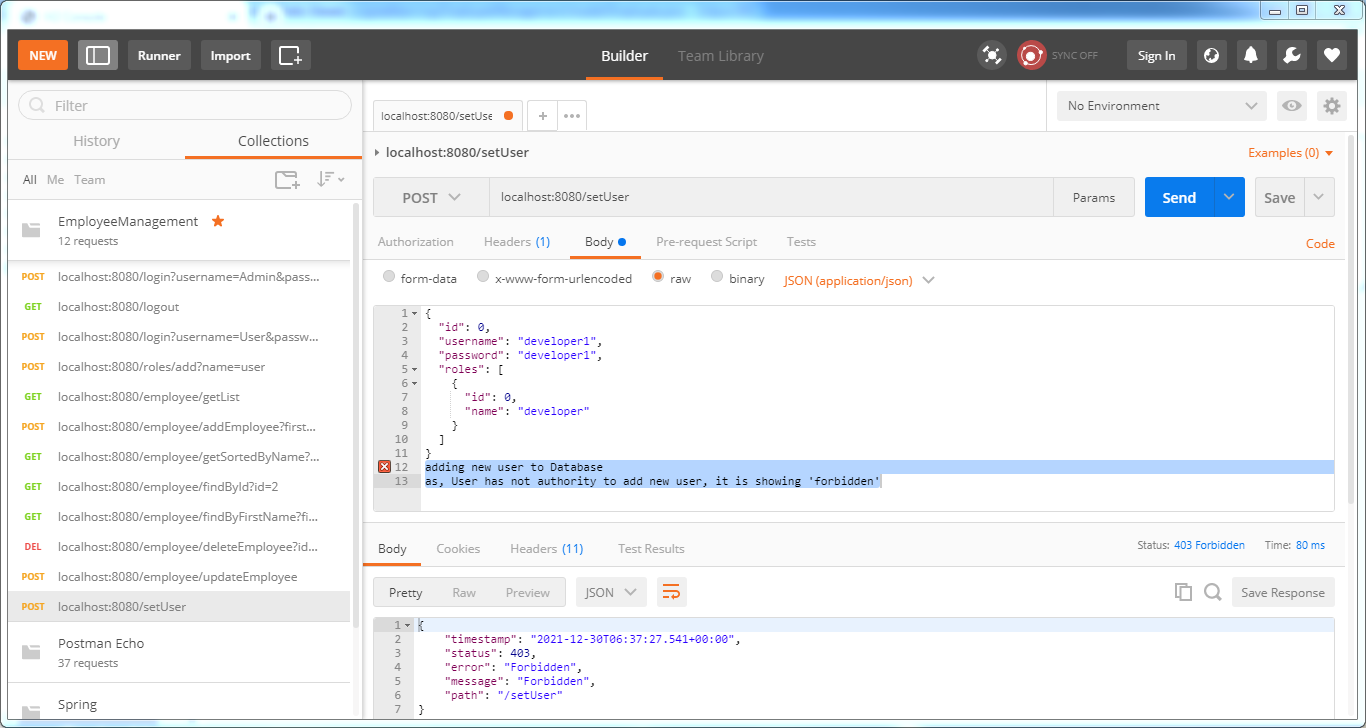 NEW
Runner
Import
Builder
Team Library
SYNC OFF
Sign In
Filter
History
Collections
All Me Team
EmployeeManagement
12 requests
POST localhost:8080/login?username=Admin&pass...
GET localhost:8080/logout
POST localhost:8080/login?username=User&passw...
POST localhost:8080/roles/add?name=user
GET localhost:8080/employee/getList
POST localhost:8080/employee/addEmployee?first...
GET localhost:8080/employee/getSortedByName?...
GET localhost:8080/employee/findById?id=2
GET localhost:8080/employee/findByFirstName?fi...
DEL localhost:8080/employee/deleteEmployee?id...
POST localhost:8080/employee/updateEmployee
POST localhost:8080/setUser
Postman Echo
37 requests
Spring
localhost:8080/setUse
+ •••
No Environment
localhost:8080/setUser
Examples (0)
POST localhost:8080/setUser Params Send Save
Authorization Headers (1) Body Pre-request Script Tests Code
form-data x-www-form-urlencoded raw binary JSON (application/json)
1 {
2 "id": 0,
3 "username": "developer1",
4 "password": "developer1",
5 "roles": [
6 {
7 "id": 0,
8 "name": "developer"
9 }
10 ]
11 }
12 adding new user to Database
13 as, User has not authority to add new user, it is showing 'forbidden'
Body Cookies Headers (11) Test Results Status: 403 Forbidden Time: 80 ms
Pretty Raw Preview JSON Save Response
1 {
2 "timestamp": "2021-12-30T06:37:27.541+00:00",
3 "status": 403,
4 "error": "Forbidden",
5 "message": "Forbidden",
6 "path": "/setUser"
7 }